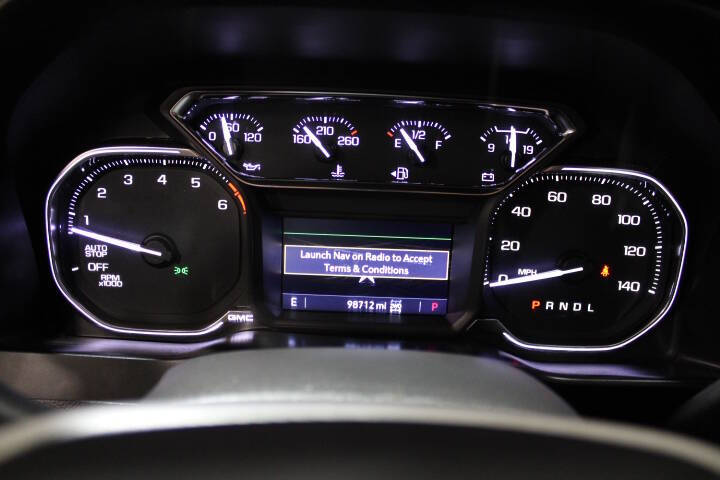 0 60 120
160 210 260
E 1/2 F
9 19
1 2 3 4 5 6
AUTO
STOP
OFF
RPM
x1000
GMC
Launch Nav on Radio to Accept
Terms & Conditions
E 98712 mi 2WD P
0 20 40 60 80 100 120 140
MPH
P R N D L